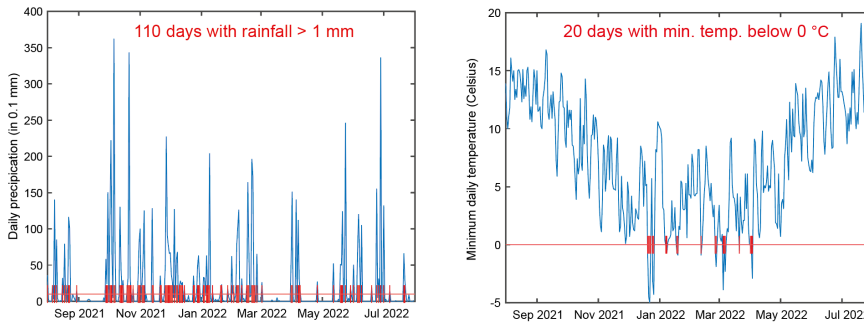 110 days with rainfall > 1 mm
Daily precipication (in 0.1 mm)
400
350
300
250
200
150
100
50
0
Sep 2021 Nov 2021 Jan 2022 Mar 2022 May 2022 Jul 2022
20 days with min. temp. below 0 °C
Minimum daily temperature (Celsius)
20
15
10
5
0
-5
Sep 2021 Nov 2021 Jan 2022 Mar 2022 May 2022 Jul 202